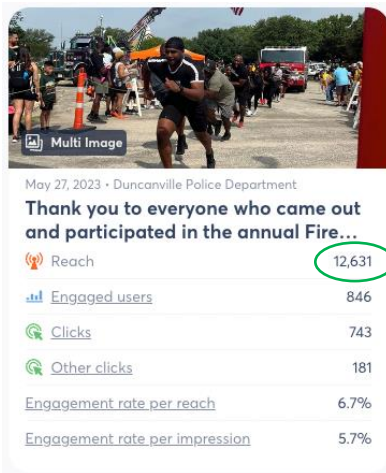 Multi Image
May 27, 2023 • Duncanville Police Department
Thank you to everyone who came out
and participated in the annual Fire...
Reach 12,631
Engaged users 846
Clicks 743
Other clicks 181
Engagement rate per reach 6.7%
Engagement rate per impression 5.7%